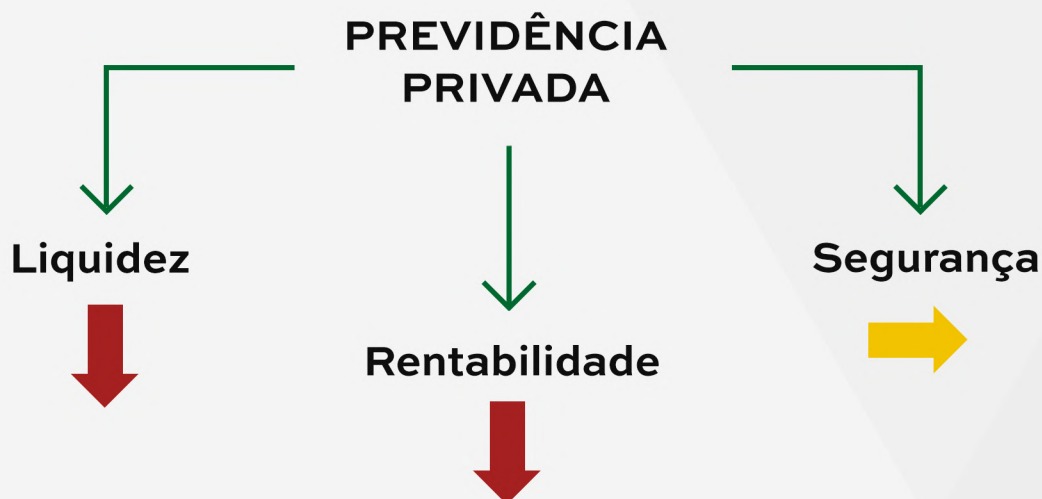 PREVIDÊNCIA
PRIVADA
Liquidez
Rentabilidade
Segurança